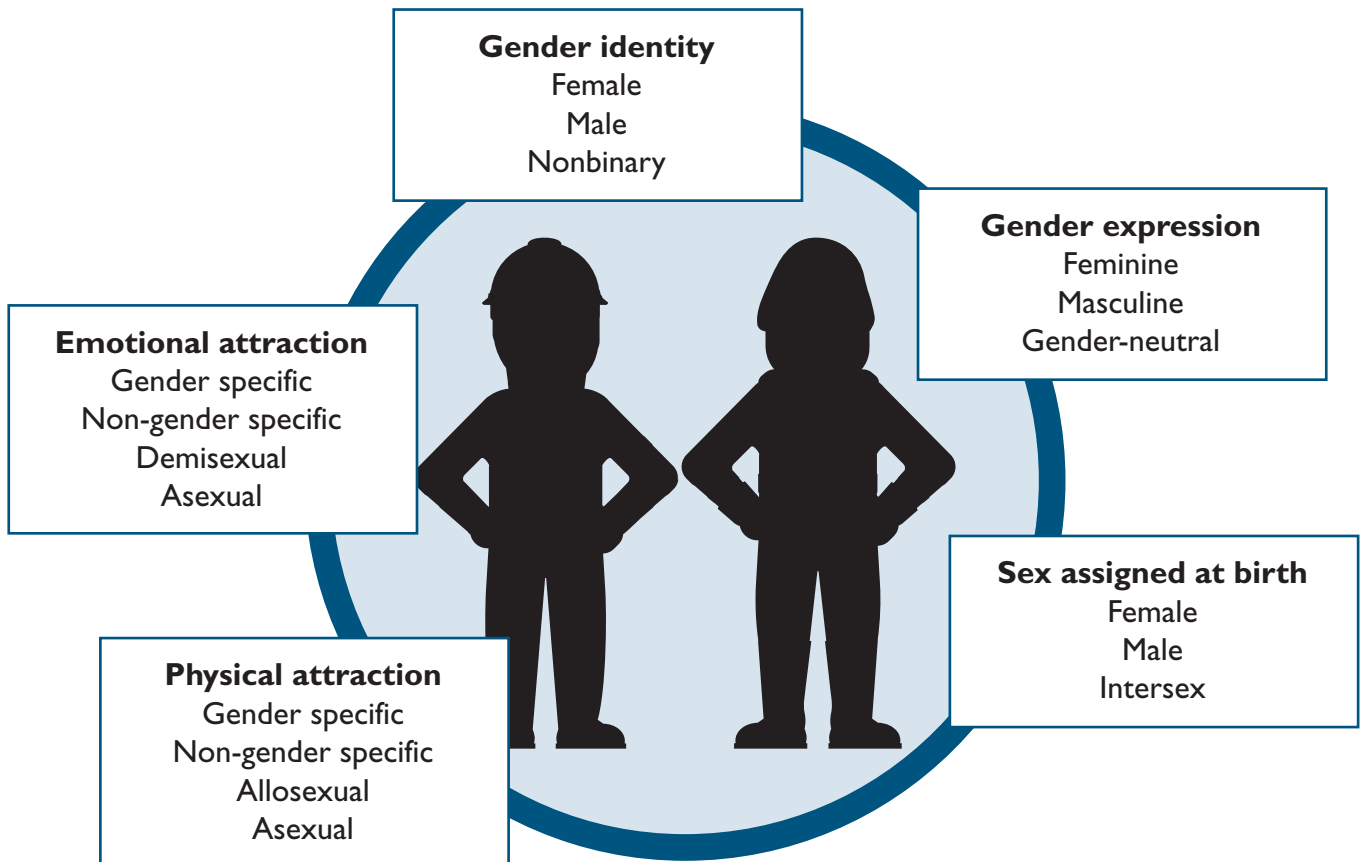 Gender identity
Female
Male
Nonbinary
Gender expression
Feminine
Masculine
Gender-neutral
Emotional attraction
Gender specific
Non-gender specific
Demisexual
Asexual
Sex assigned at birth
Female
Male
Intersex
Physical attraction
Gender specific
Non-gender specific
Allosexual
Asexual